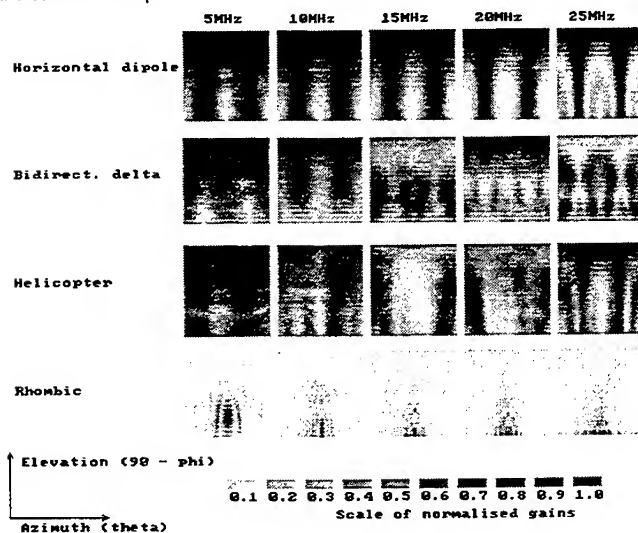 5MHz 10MHz 15MHz 20MHz 25MHz
Horizontal dipole
Bidirect. delta
Helicopter
Rhombic
Elevation (90 - phi)
0.1 0.2 0.3 0.4 0.5 0.6 0.7 0.8 0.9 1.0
Scale of normalised gains
Azimuth (theta)